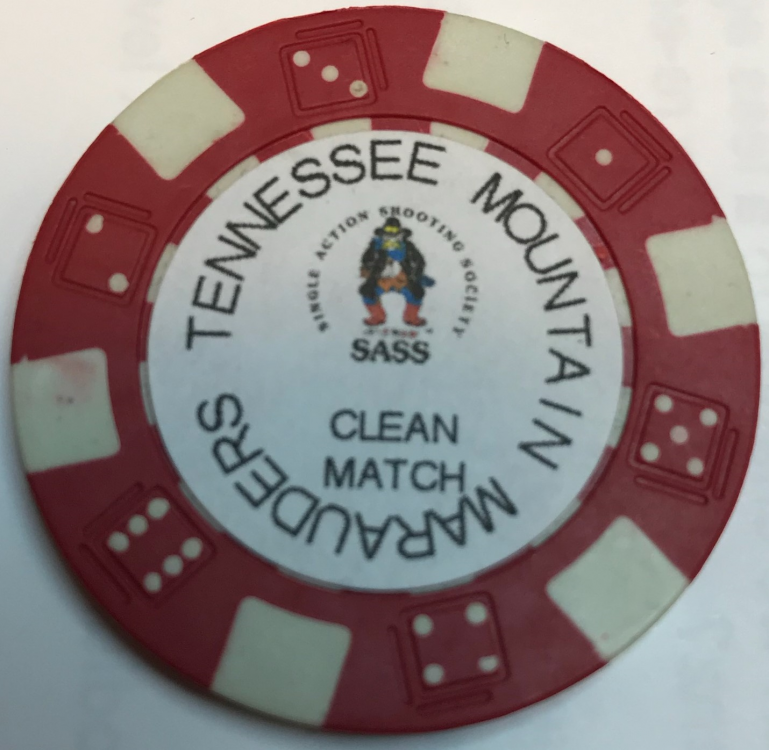 TENNESSEE MOUNTAIN MARAUDERS
SINGLE ACTION SHOOTING SOCIETY
SASS
CLEAN
MATCH